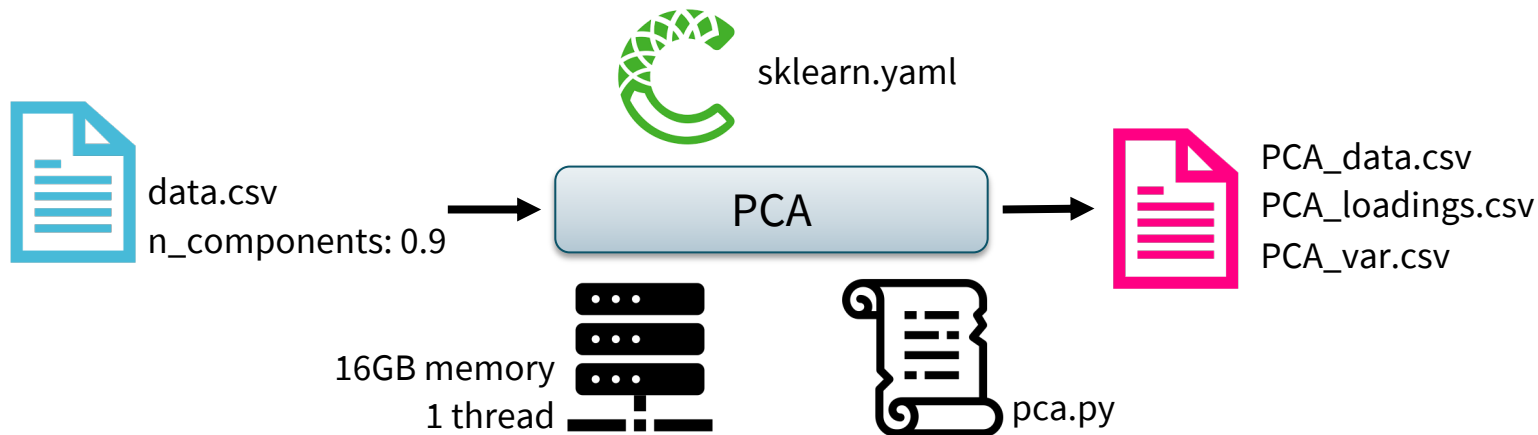 sklearn.yaml
data.csv
n_components: 0.9
PCA
PCA_data.csv
PCA_loadings.csv
PCA_var.csv
16GB memory
1 thread
pca.py